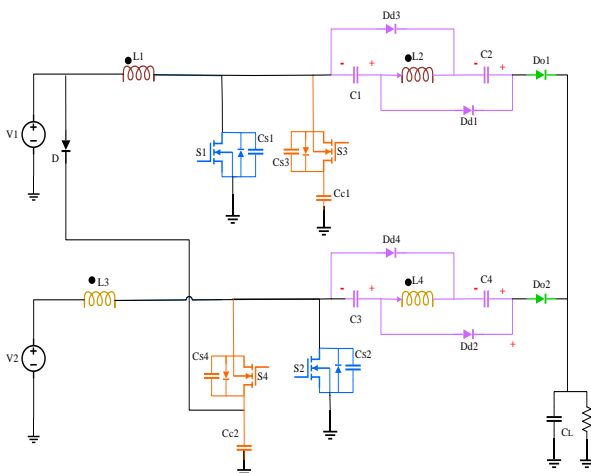 Dd3
L1
L2
C2
Do1
- +
- +
C1
Dd1
V1
+
-
D
S1
Cs1
Cs3
S3
Cc1
Dd4
L3
L4
C4
Do2
- +
- +
C3
Dd2
+
V2
+
-
Cs4
S4
S2
Cs2
Cc2
CL